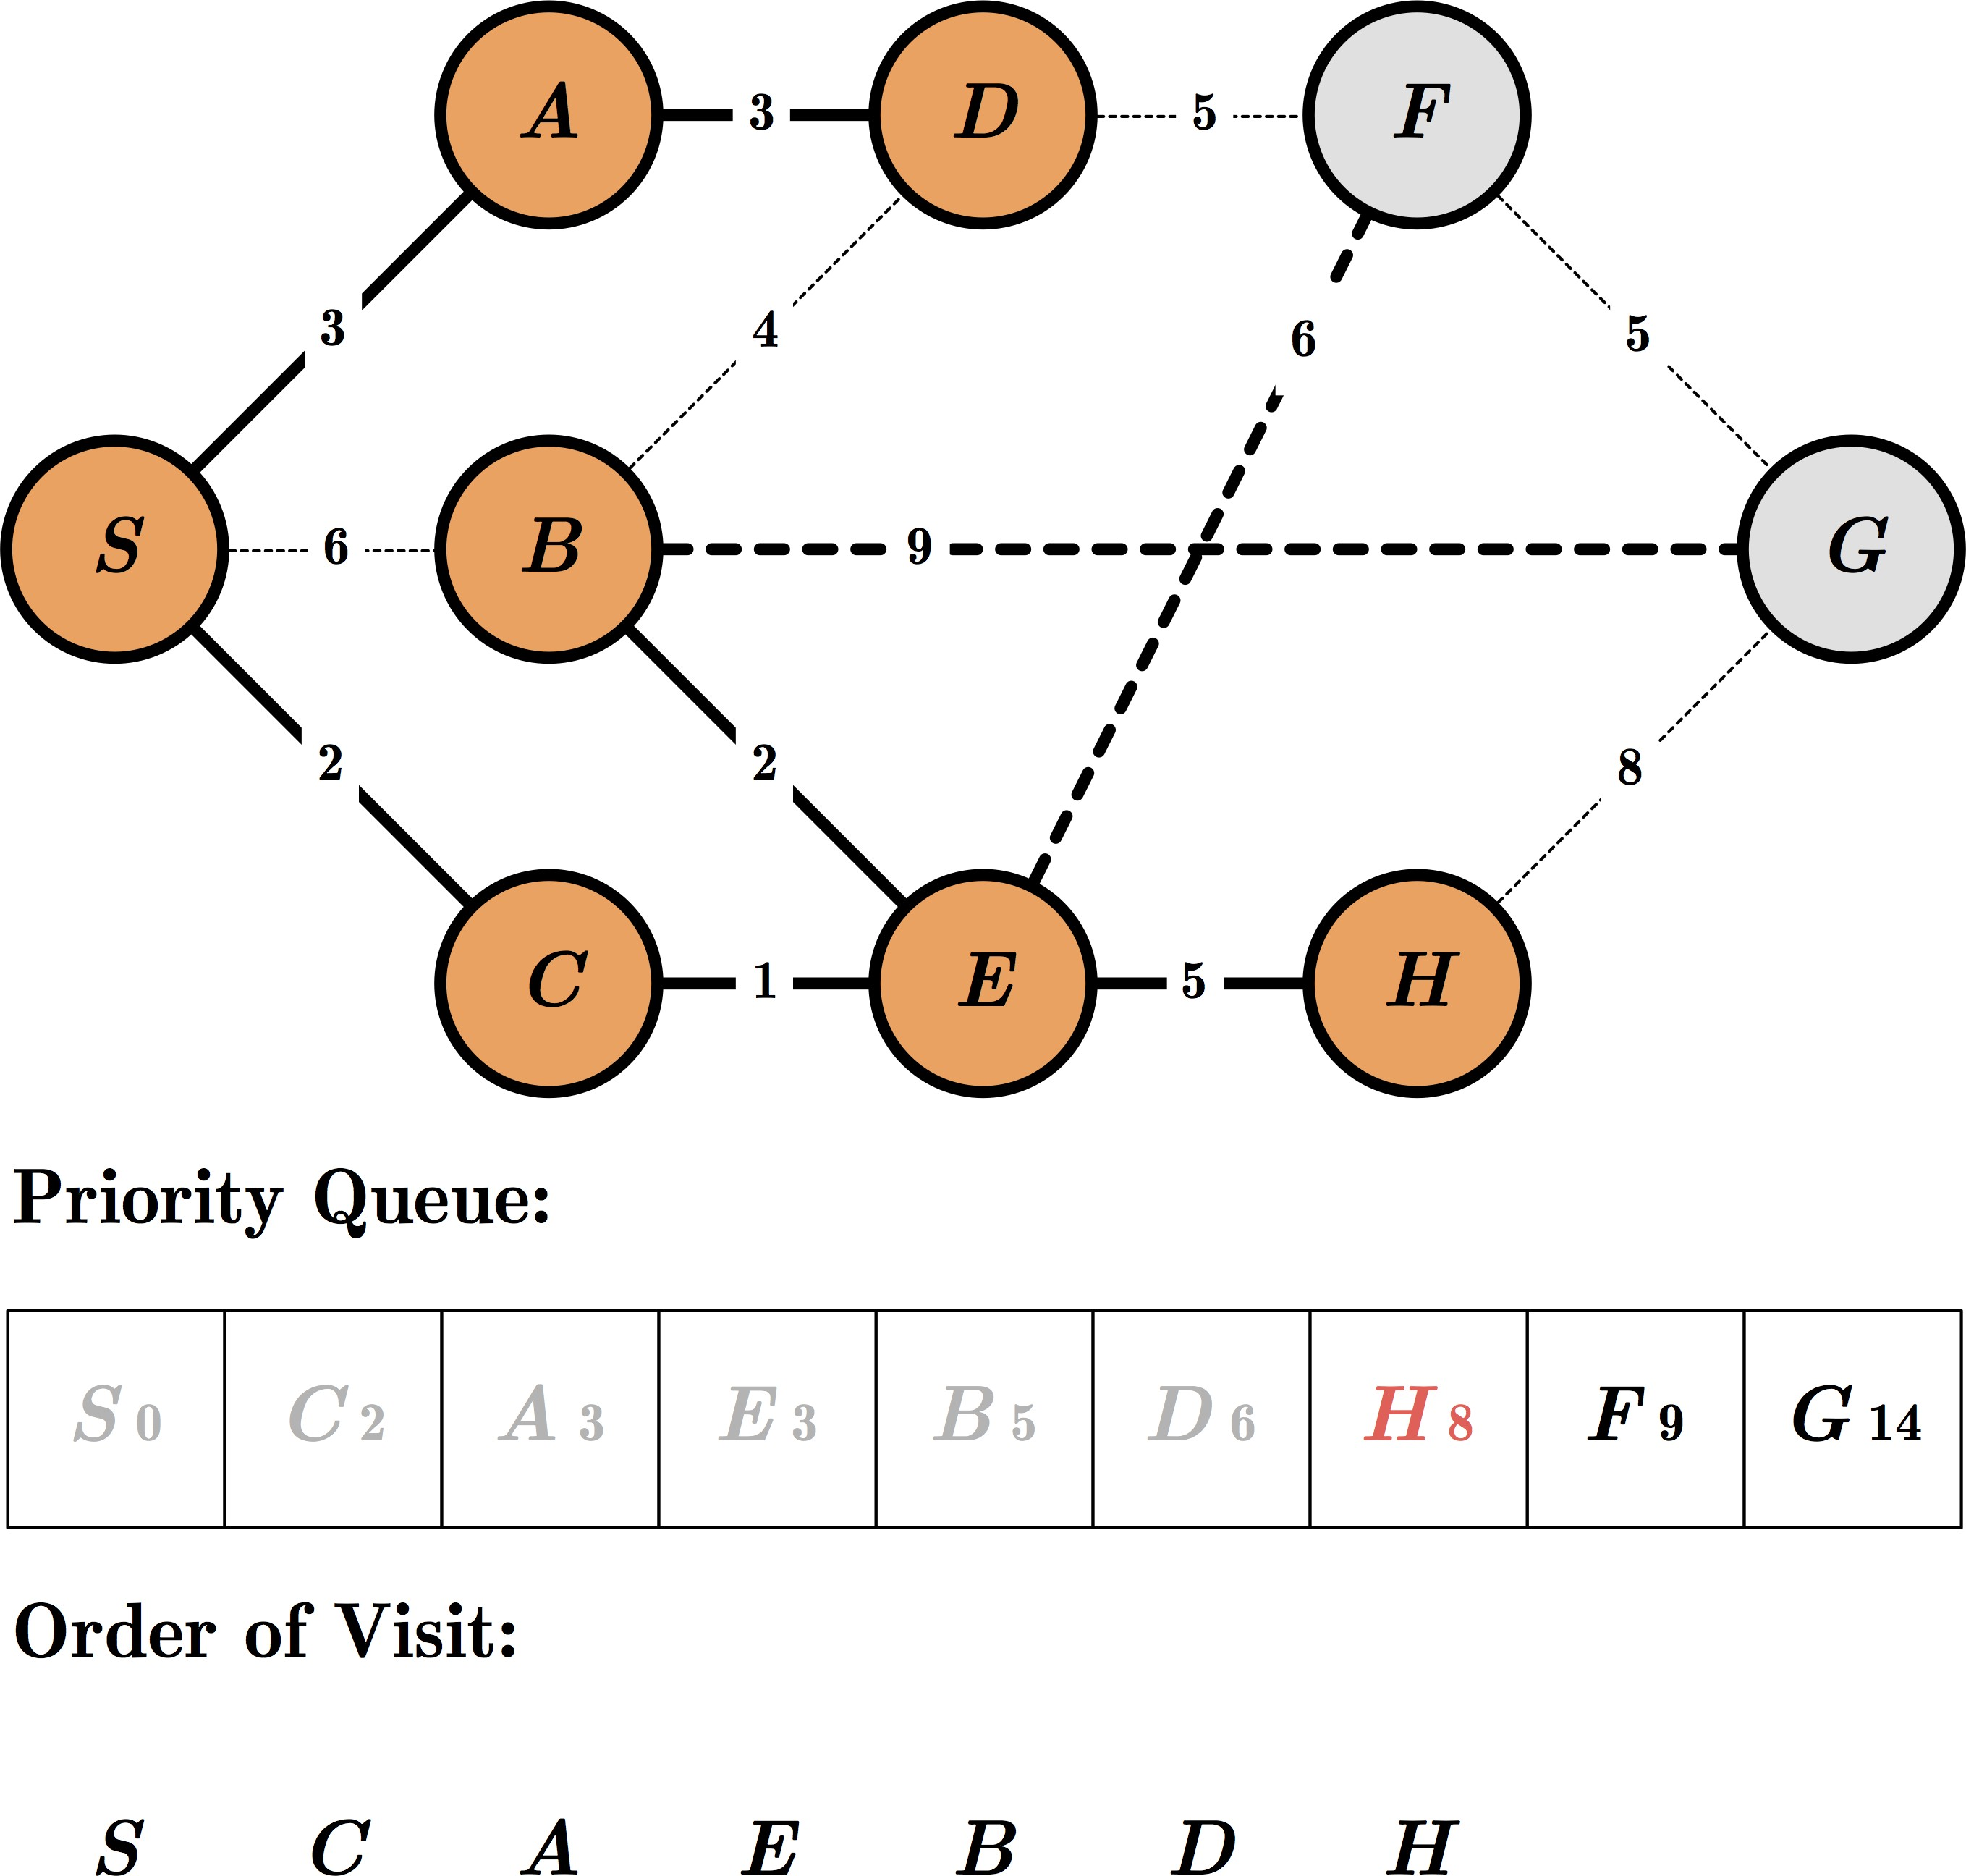 A 3 D 5 F
3 4 6 5
S 6 B 9 G
2 2 8
C 1 E 5 H
Priority Queue:
S 0 C 2 A 3 E 3 B 5 D 6 H 8 F 9 G 14
Order of Visit:
S C A E B D H